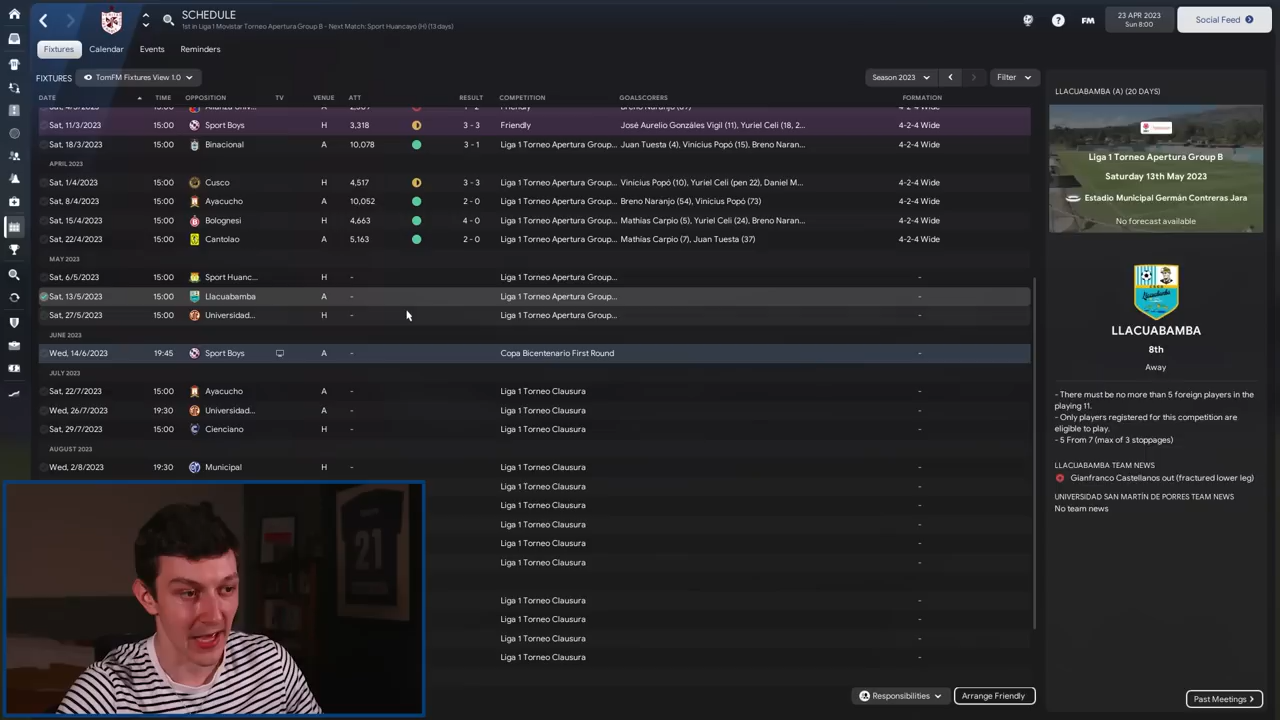 SCHEDULE
1st in Liga 1 Movistar Torneo Apertura Group B - Next Match: Sport Huancayo (H) (13 days)
FM
23 APR 2023
Sun 8:00
Social Feed
Fixtures Calendar Events Reminders
FIXTURES TomFM Fixtures View 1.0 Season 2023 Filter
DATE TIME OPPOSITION TV VENUE ATT RESULT COMPETITION GOALSCORERS FORMATION
Sat, 11/3/2023 15:00 Sport Boys H 3,318 3 - 3 Friendly José Aurelio Gonzáles Vigil (11), Yuriel Celi (18, 2... 4-2-4 Wide
Sat, 18/3/2023 15:00 Binacional A 10,078 3 - 1 Liga 1 Torneo Apertura Group... Juan Tuesta (4), Vinícius Popó (15), Breno Naran... 4-2-4 Wide
APRIL 2023
Sat, 1/4/2023 15:00 Cusco H 4,517 3 - 3 Liga 1 Torneo Apertura Group... Vinícius Popó (10), Yuriel Celi (pen 22), Daniel M... 4-2-4 Wide
Sat, 8/4/2023 15:00 Ayacucho A 10,052 2 - 0 Liga 1 Torneo Apertura Group... Breno Naranjo (54), Vinícius Popó (73) 4-2-4 Wide
Sat, 15/4/2023 15:00 Bolognesi H 4,663 4 - 0 Liga 1 Torneo Apertura Group... Mathías Carpio (5), Yuriel Celi (24), Breno Naran... 4-2-4 Wide
Sat, 22/4/2023 15:00 Cantolao A 5,163 2 - 0 Liga 1 Torneo Apertura Group... Mathías Carpio (7), Juan Tuesta (37) 4-2-4 Wide
MAY 2023
Sat, 6/5/2023 15:00 Sport Huanc... H - Liga 1 Torneo Apertura Group... -
Sat, 13/5/2023 15:00 Llacuabamba A - Liga 1 Torneo Apertura Group... -
Sat, 27/5/2023 15:00 Universidad... H - Liga 1 Torneo Apertura Group... -
JUNE 2023
Wed, 14/6/2023 19:45 Sport Boys A - Copa Bicentenario First Round -
JULY 2023
Sat, 22/7/2023 15:00 Ayacucho A - Liga 1 Torneo Clausura -
Wed, 26/7/2023 19:30 Universidad... A - Liga 1 Torneo Clausura -
Sat, 29/7/2023 15:00 Cienciano H - Liga 1 Torneo Clausura -
AUGUST 2023
Wed, 2/8/2023 19:30 Municipal H - Liga 1 Torneo Clausura -
Liga 1 Torneo Clausura -
Liga 1 Torneo Clausura -
Liga 1 Torneo Clausura -
Liga 1 Torneo Clausura -
Liga 1 Torneo Clausura -
Liga 1 Torneo Clausura -
Liga 1 Torneo Clausura -
Liga 1 Torneo Clausura -
Liga 1 Torneo Clausura -
Responsibilities Arrange Friendly
LLACUABAMBA (A) (20 DAYS)
Liga 1 Torneo Apertura Group B
Saturday 13th May 2023
Estadio Municipal Germán Contreras Jara
No forecast available
LLACUABAMBA
8th
Away
- There must be no more than 5 foreign players in the
playing 11.
- Only players registered for this competition are
eligible to play.
- 5 From 7 (max of 3 stoppages)
LLACUABAMBA TEAM NEWS
Gianfranco Castellanos out (fractured lower leg)
UNIVERSIDAD SAN MARTÍN DE PORRES TEAM NEWS
No team news
Past Meetings
21